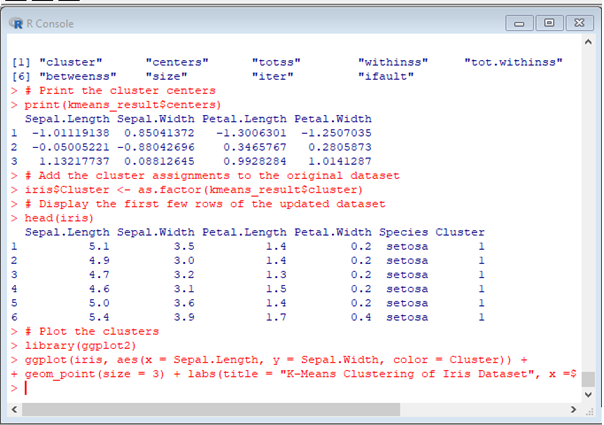 R Console
[1] "cluster" "centers" "totss" "withinss" "tot.withinss"
[6] "betweenss" "size" "iter" "ifault"
> # Print the cluster centers
> print(kmeans_result$centers)
Sepal.Length Sepal.Width Petal.Length Petal.Width
1 -1.01119138 0.85041372 -1.3006301 -1.2507035
2 -0.05005221 -0.88042696 0.3465767 0.2805873
3 1.13217737 0.08812645 0.9928284 1.0141287
> # Add the cluster assignments to the original dataset
> iris$Cluster <- as.factor(kmeans_result$cluster)
> # Display the first few rows of the updated dataset
> head(iris)
Sepal.Length Sepal.Width Petal.Length Petal.Width Species Cluster
1 5.1 3.5 1.4 0.2 setosa 1
2 4.9 3.0 1.4 0.2 setosa 1
3 4.7 3.2 1.3 0.2 setosa 1
4 4.6 3.1 1.5 0.2 setosa 1
5 5.0 3.6 1.4 0.2 setosa 1
6 5.4 3.9 1.7 0.4 setosa 1
> # Plot the clusters
> library(ggplot2)
> ggplot(iris, aes(x = Sepal.Length, y = Sepal.Width, color = Cluster)) +
+ geom_point(size = 3) + labs(title = "K-Means Clustering of Iris Dataset", x =$
>